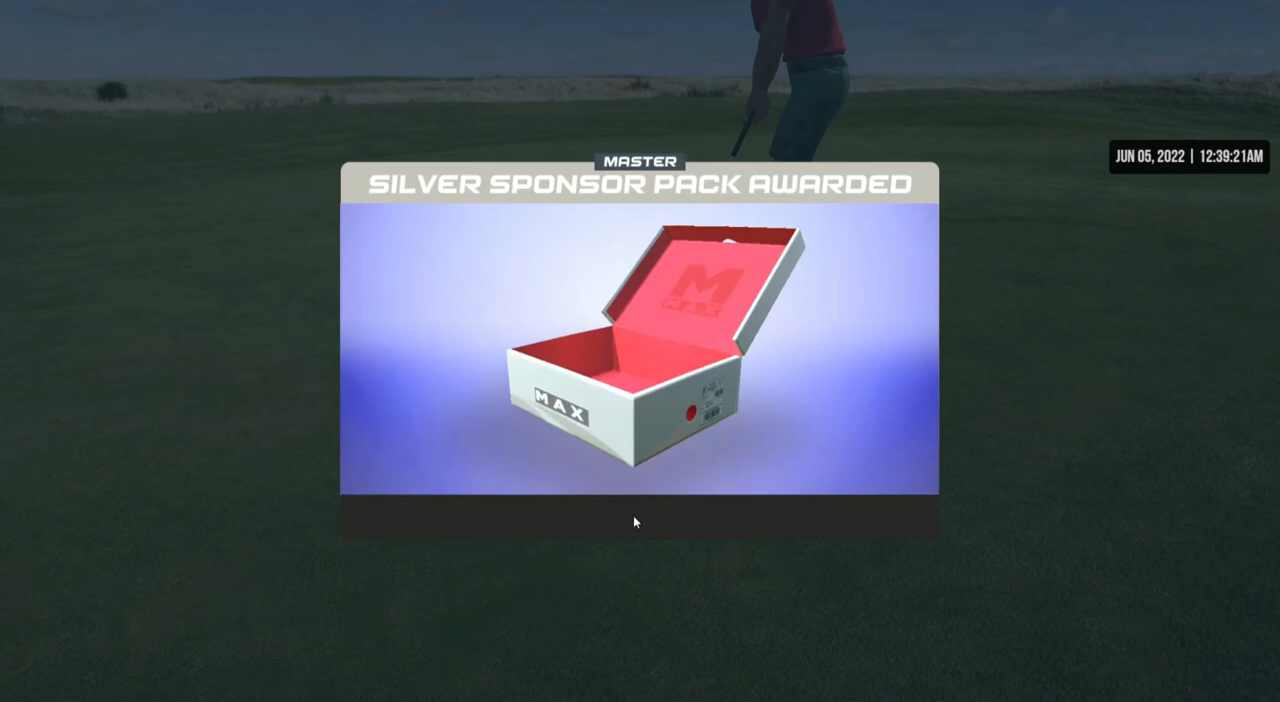 JUN 05, 2022 | 12:39:21AM
MASTER
SILVER SPONSOR PACK AWARDED
M
MAX
MAX